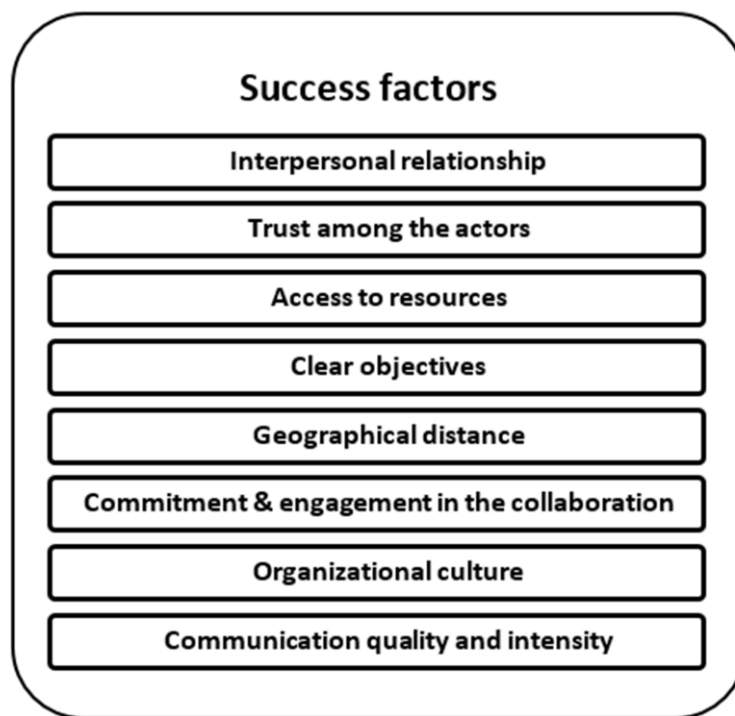 Success factors
Interpersonal relationship
Trust among the actors
Access to resources
Clear objectives
Geographical distance
Commitment & engagement in the collaboration
Organizational culture
Communication quality and intensity